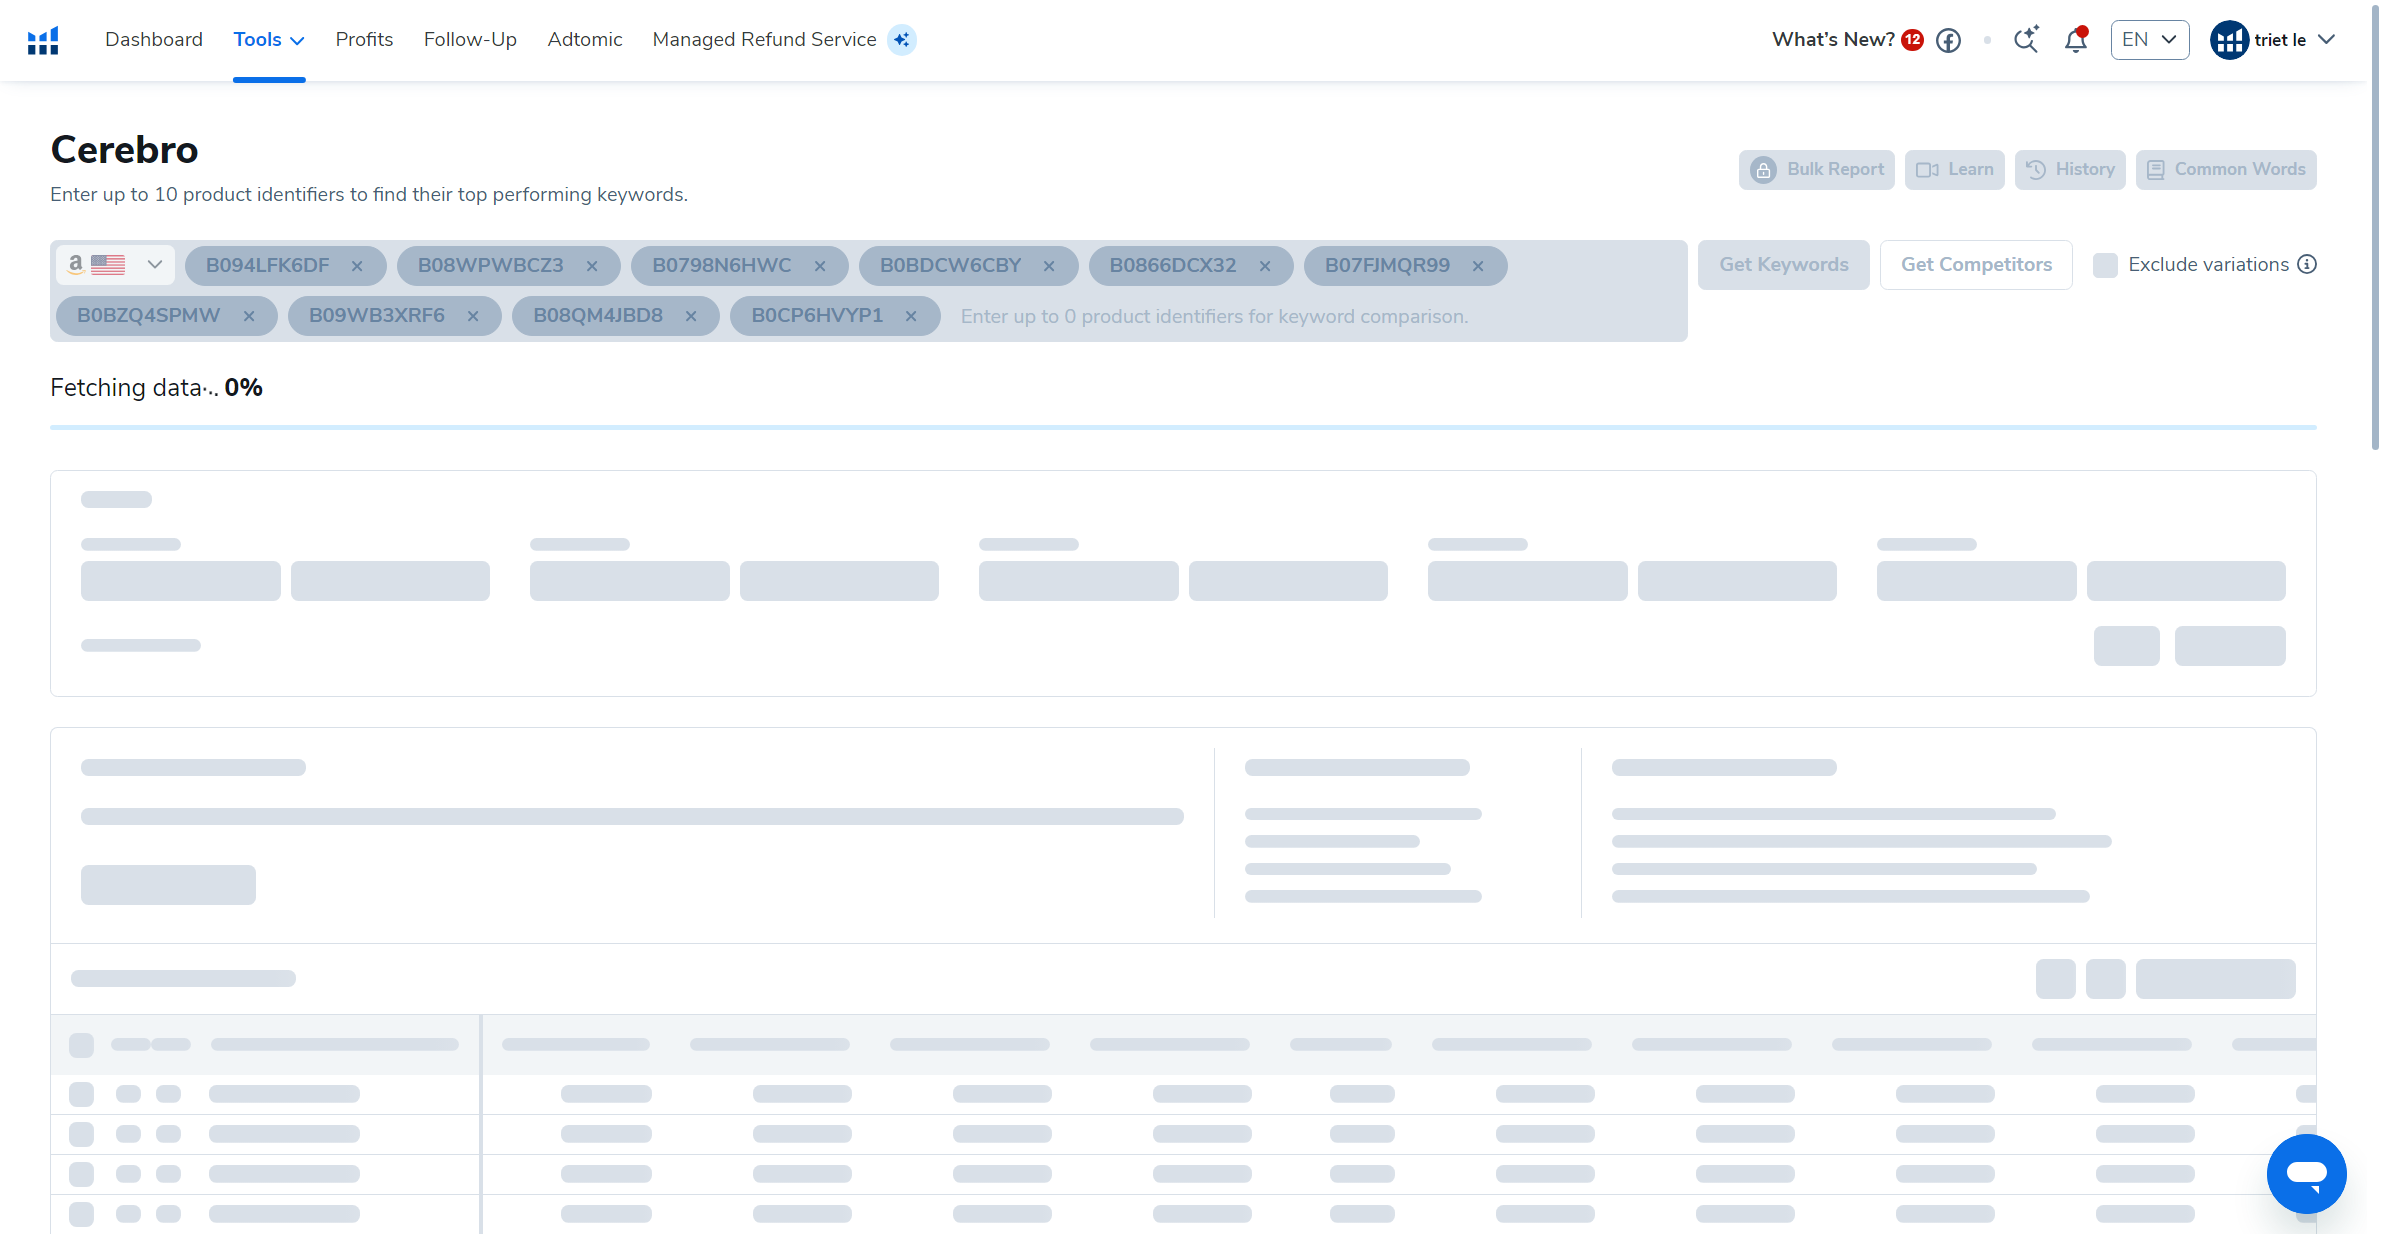 Dashboard Tools Profits Follow-Up Adtomic Managed Refund Service What's New? 12 EN triet le
Cerebro
Enter up to 10 product identifiers to find their top performing keywords.
Bulk Report Learn History Common Words
a B094LFK6DF × B08WPWBCZ3 × B0798N6HWC × B0BDCW6CBY × B0866DCX32 × B07FJMQR99 × Get Keywords Get Competitors Exclude variations
B0BZQ4SPMW × B09WB3XRF6 × B08QM4JBD8 × B0CP6HVYP1 × Enter up to 0 product identifiers for keyword comparison.
Fetching data... 0%